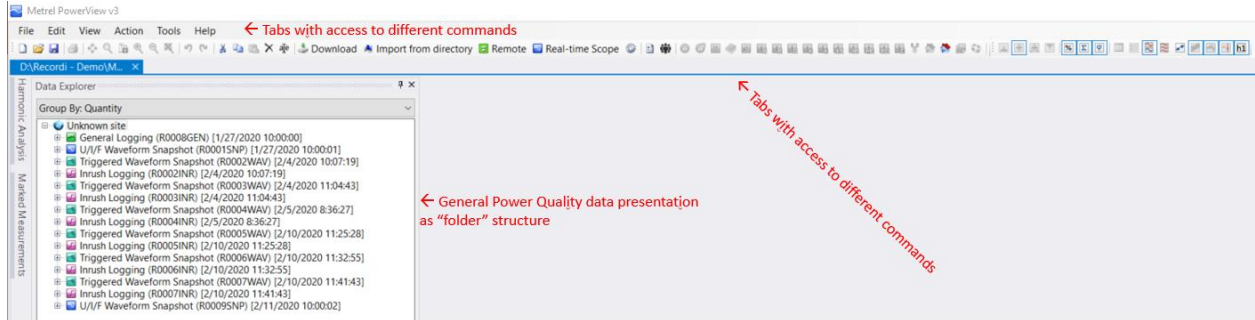 Metrel PowerView v3
File Edit View Action Tools Help
← Tabs with access to different commands
Download Import from directory Remote Real-time Scope
h1
D:\Recordi - Demo\M... ×
Harmonic Analysis
Marked Measurements
Data Explorer
Group By: Quantity
Unknown site
General Logging (R0008GEN) [1/27/2020 10:00:00]
U/I/F Waveform Snapshot (R0001SNP) [1/27/2020 10:00:01]
Triggered Waveform Snapshot (R0002WAV) [2/4/2020 10:07:19]
Inrush Logging (R0002INR) [2/4/2020 10:07:19]
Triggered Waveform Snapshot (R0003WAV) [2/4/2020 11:04:43]
Inrush Logging (R0003INR) [2/4/2020 11:04:43]
Triggered Waveform Snapshot (R0004WAV) [2/5/2020 8:36:27]
Inrush Logging (R0004INR) [2/5/2020 8:36:27]
Triggered Waveform Snapshot (R0005WAV) [2/10/2020 11:25:28]
Inrush Logging (R0005INR) [2/10/2020 11:25:28]
Triggered Waveform Snapshot (R0006WAV) [2/10/2020 11:32:55]
Inrush Logging (R0006INR) [2/10/2020 11:32:55]
Triggered Waveform Snapshot (R0007WAV) [2/10/2020 11:41:43]
Inrush Logging (R0007INR) [2/10/2020 11:41:43]
U/I/F Waveform Snapshot (R0009SNP) [2/11/2020 10:00:02]
← General Power Quality data presentation
as “folder” structure
← Tabs with access to different commands